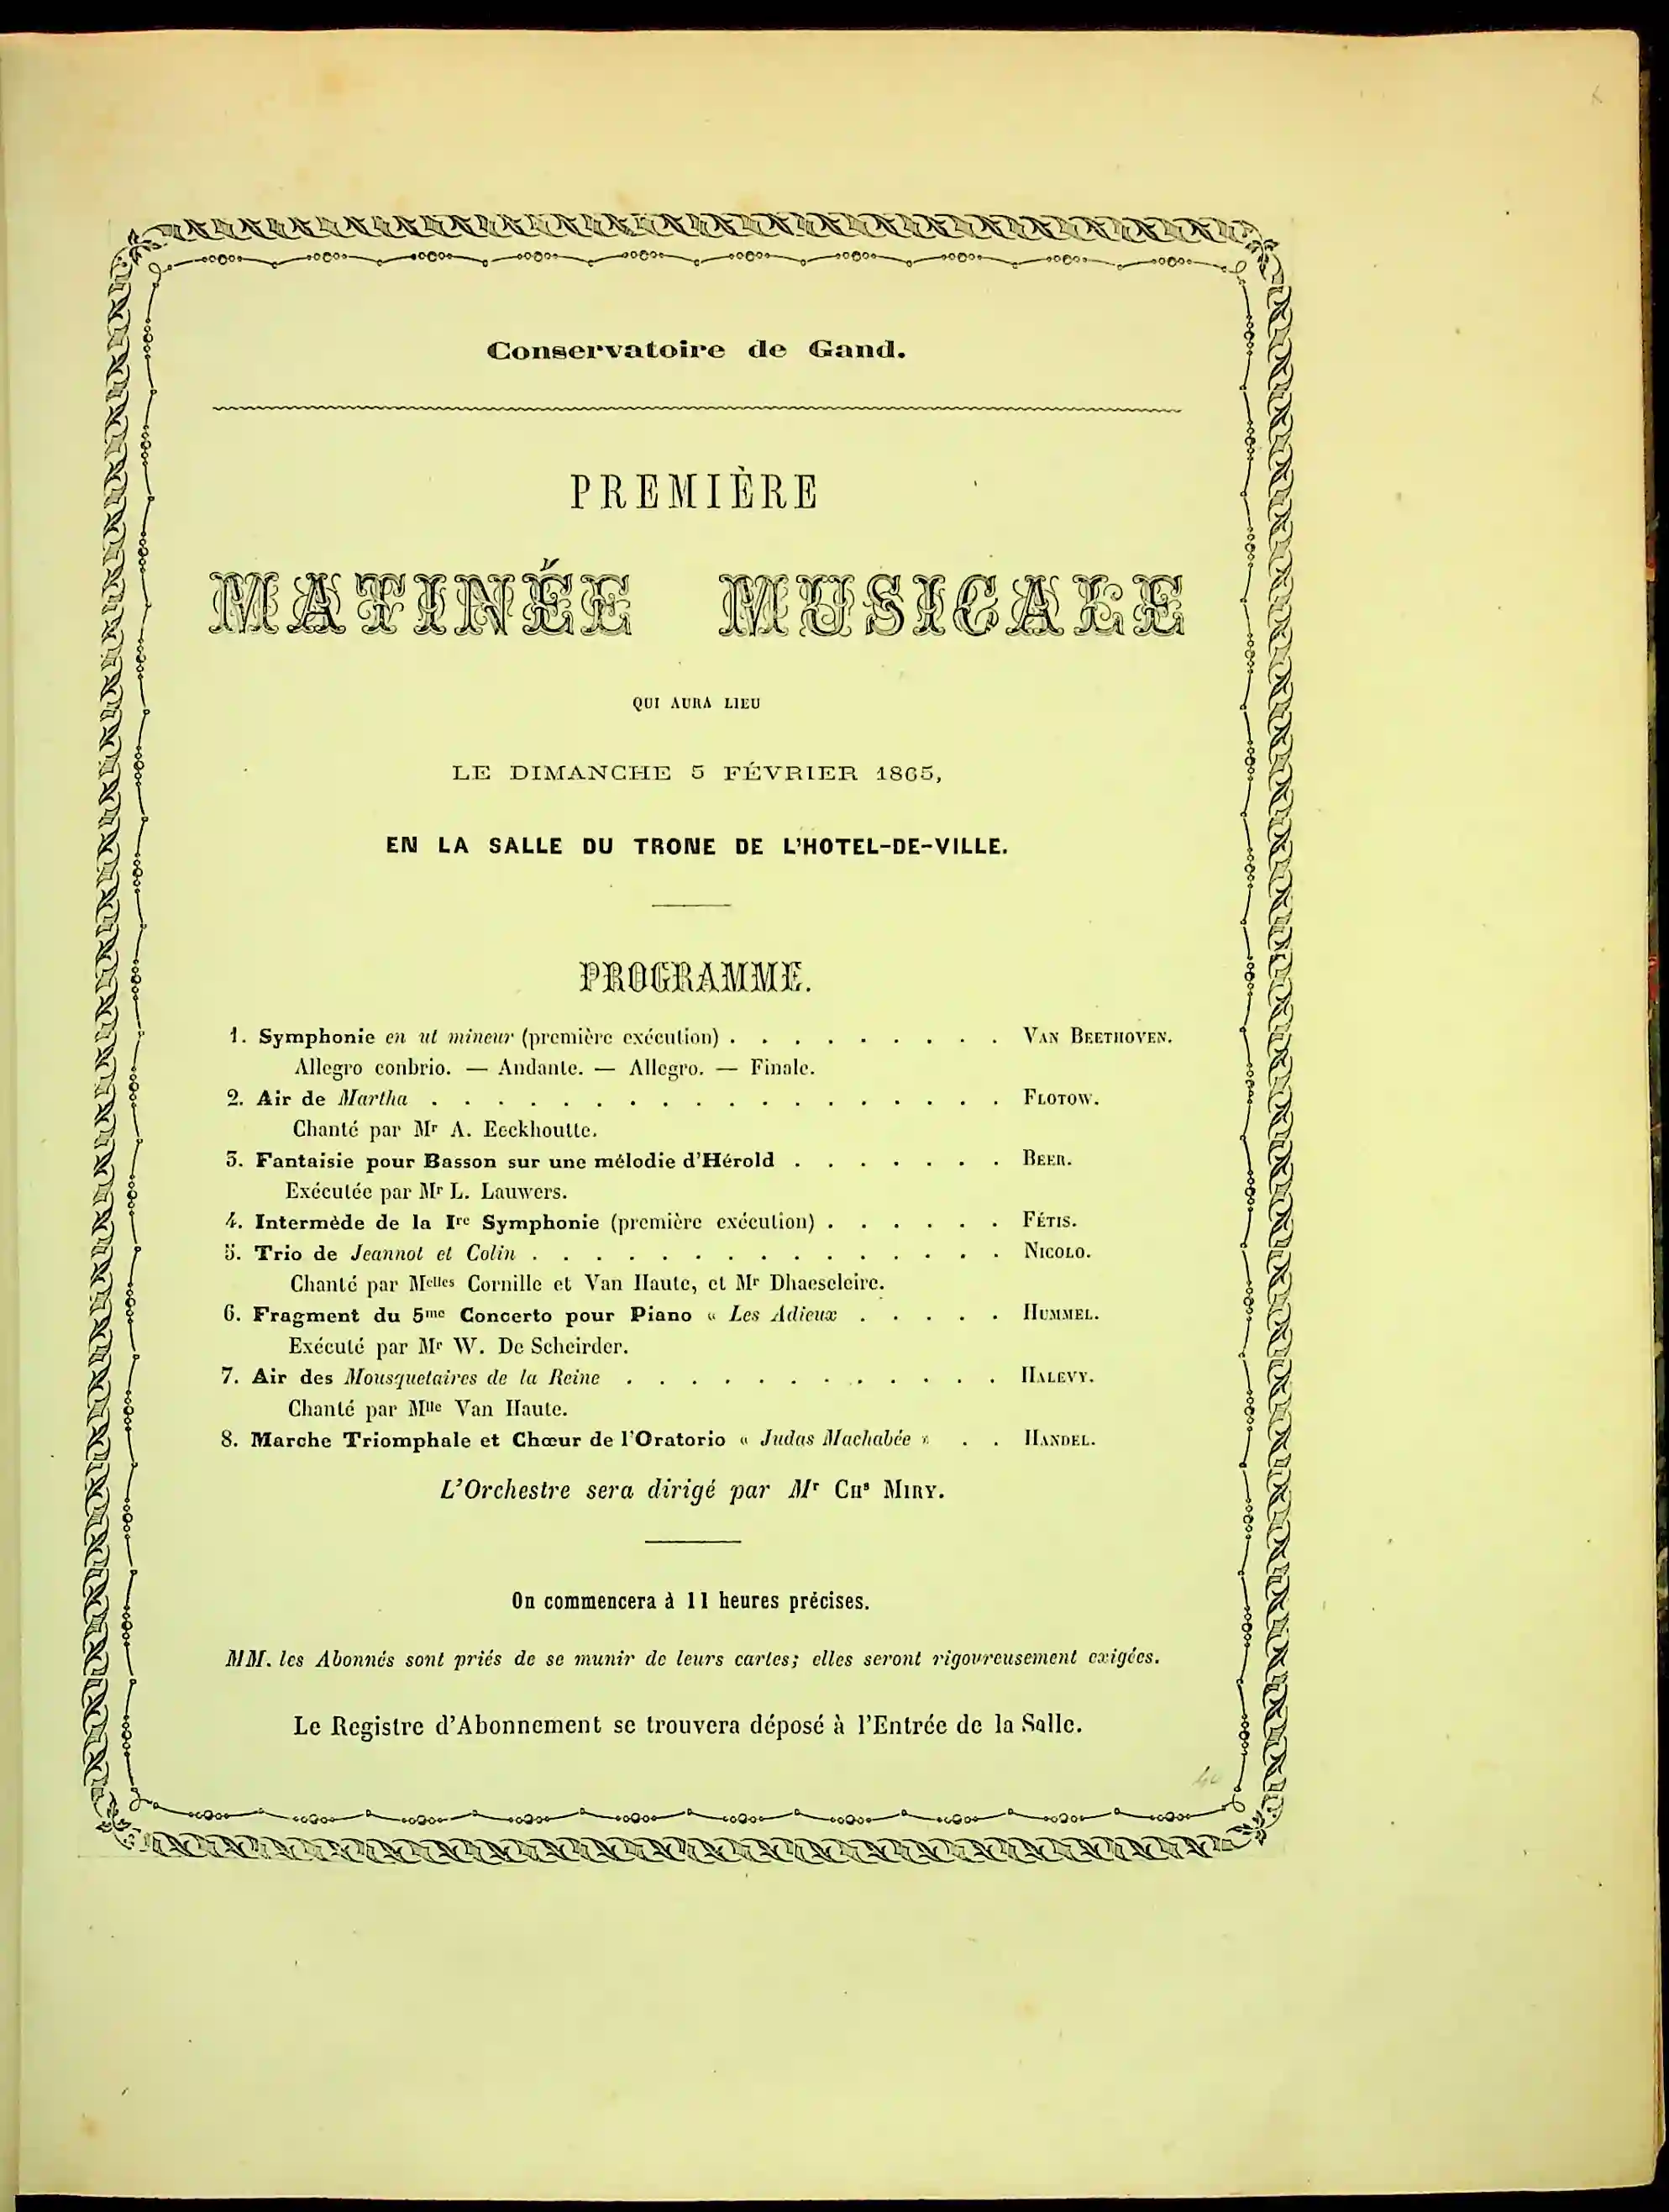 Conservatoire de Gand.
PREMIÈRE
MATINÉE MUSICALE
QUI AURA LIEU
LE DIMANCHE 5 FÉVRIER 1865,
EN LA SALLE DU TRONE DE L'HOTEL-DE-VILLE.
PROGRAMME.
1. Symphonie en ut mineur (première exécution) . . . . . . . . . VAN BEETHOVEN.
Allegro conbrio. — Andante. — Allegro. — Finale.
2. Air de Martha . . . . . . . . . . . . . . . . . . FLOTOW.
Chanté par Mr A. Eeckhoutte.
3. Fantaisie pour Basson sur une mélodie d'Hérold . . . . . . . BEER.
Exécutée par Mr L. Lauwers.
4. Intermède de la Ire Symphonie (première exécution) . . . . . . FÉTIS.
5. Trio de Jeannot et Colin . . . . . . . . . . . . . . . NICOLO.
Chanté par Melles Cornille et Van Haute, et Mr Dhaeseleire.
6. Fragment du 5me Concerto pour Piano « Les Adieux . . . . . HUMMEL.
Exécuté par Mr W. De Scheirder.
7. Air des Mousquetaires de la Reine . . . . . . . . . . . . HALEVY.
Chanté par Mlle Van Haute.
8. Marche Triomphale et Chœur de l'Oratorio « Judas Machabée » . . HANDEL.
L'Orchestre sera dirigé par Mr CHs MIRY.
On commencera à 11 heures précises.
MM. les Abonnés sont priés de se munir de leurs cartes; elles seront rigoureusement exigées.
Le Registre d'Abonnement se trouvera déposé à l'Entrée de la Salle.